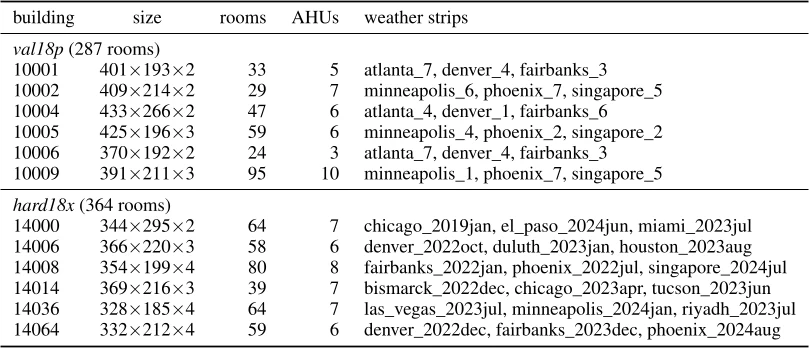 building size rooms AHUs weather strips
val18p (287 rooms)
10001 401×193×2 33 5 atlanta_7, denver_4, fairbanks_3
10002 409×214×2 29 7 minneapolis_6, phoenix_7, singapore_5
10004 433×266×2 47 6 atlanta_4, denver_1, fairbanks_6
10005 425×196×3 59 6 minneapolis_4, phoenix_2, singapore_2
10006 370×192×2 24 3 atlanta_7, denver_4, fairbanks_3
10009 391×211×3 95 10 minneapolis_1, phoenix_7, singapore_5
hard18x (364 rooms)
14000 344×295×2 64 7 chicago_2019jan, el_paso_2024jun, miami_2023jul
14006 366×220×3 58 6 denver_2022oct, duluth_2023jan, houston_2023aug
14008 354×199×4 80 8 fairbanks_2022jan, phoenix_2022jul, singapore_2024jul
14014 369×216×3 39 7 bismarck_2022dec, chicago_2023apr, tucson_2023jun
14036 328×185×4 64 7 las_vegas_2023jul, minneapolis_2024jan, riyadh_2023jul
14064 332×212×4 59 6 denver_2022dec, fairbanks_2023dec, phoenix_2024aug